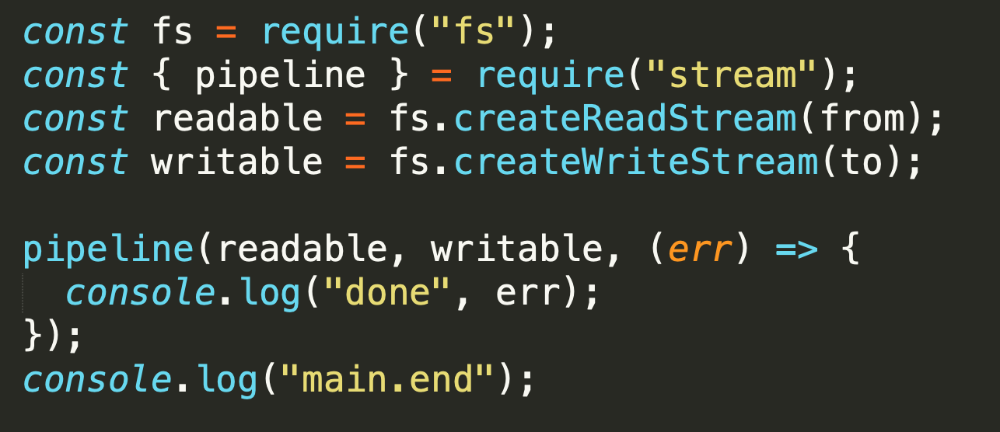 const fs = require("fs");
const { pipeline } = require("stream");
const readable = fs.createReadStream(from);
const writable = fs.createWriteStream(to);
pipeline(readable, writable, (err) => {
  console.log("done", err);
});
console.log("main.end");